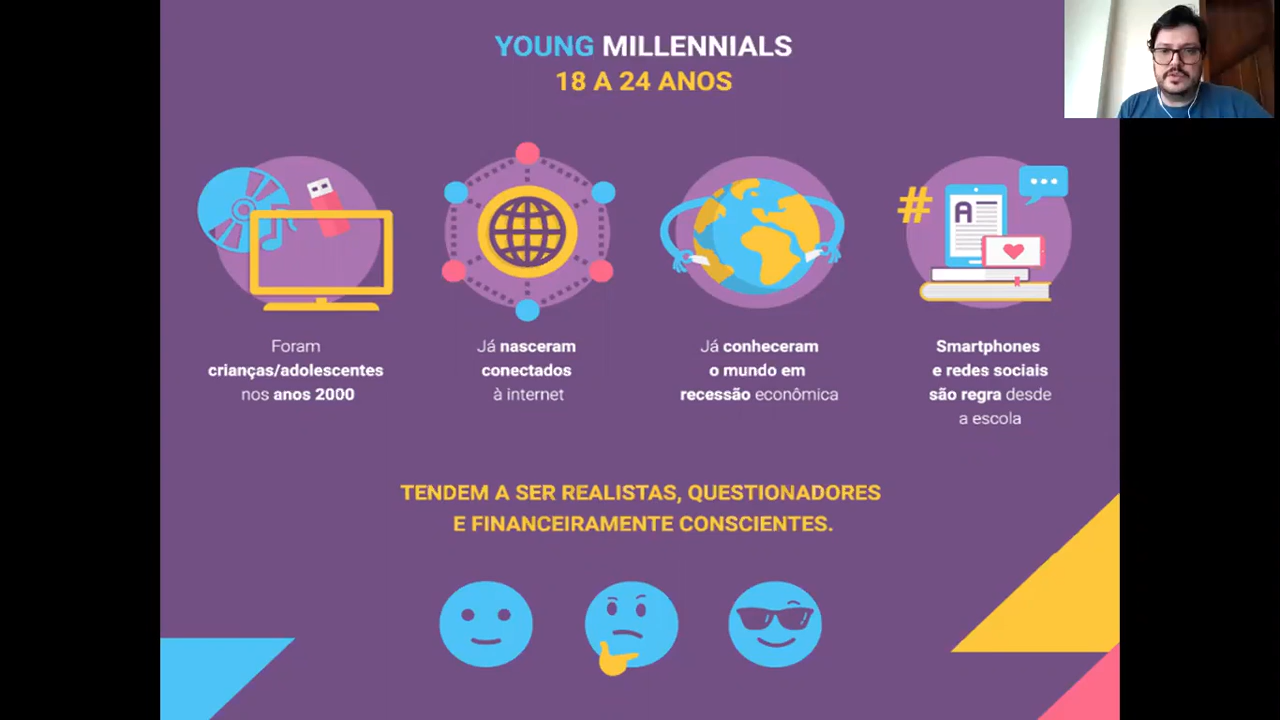 YOUNG MILLENNIALS
18 A 24 ANOS
#
A
Foram
crianças/adolescentes
nos anos 2000
Já nasceram
conectados
à internet
Já conheceram
o mundo em
recessão econômica
Smartphones
e redes sociais
são regra desde
a escola
TENDEM A SER REALISTAS, QUESTIONADORES
E FINANCEIRAMENTE CONSCIENTES.